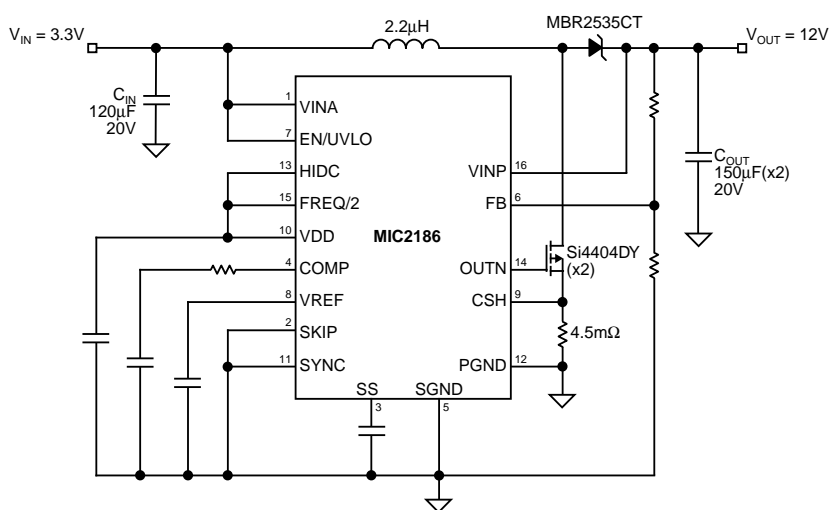 2.2µH
MBR2535CT
V_IN = 3.3V
V_OUT = 12V
C_IN
120µF
20V
1
VINA
7
EN/UVLO
13
HIDC
15
FREQ/2
10
VDD
4
COMP
8
VREF
2
SKIP
11
SYNC
MIC2186
VINP
16
FB
6
OUTN
14
CSH
9
PGND
12
SS
3
SGND
5
C_OUT
150µF(x2)
20V
Si4404DY
(x2)
4.5mΩ